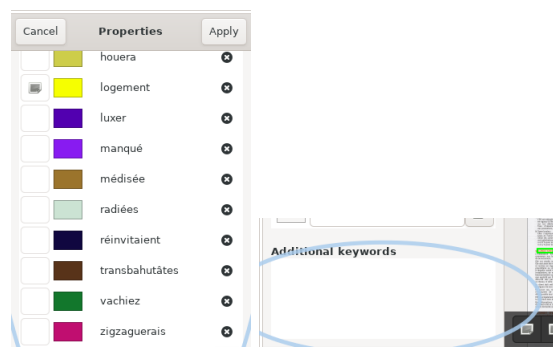 Cancel Properties Apply
houera
logement
luxer
manqué
médisée
radiées
réinvitaient
transbahutâtes
vachiez
zigzaguerais
Additional keywords